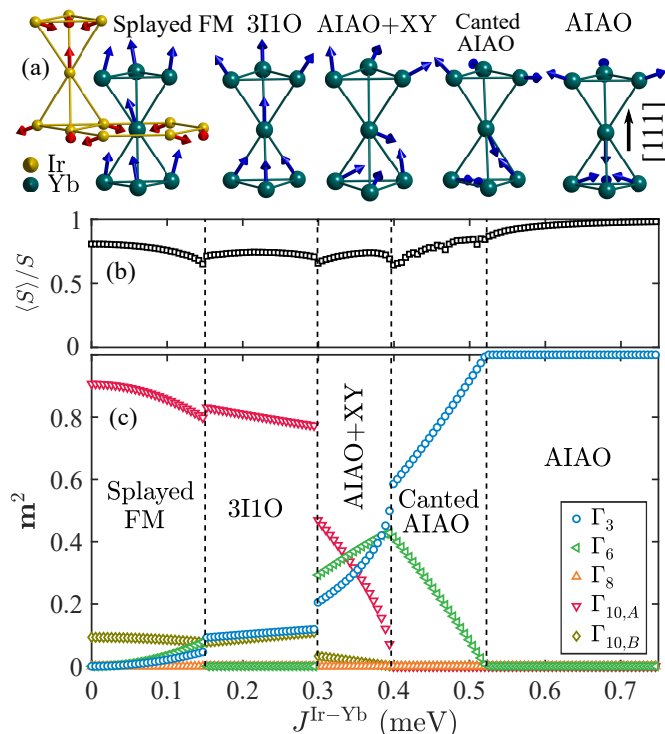 Splayed FM 3I1O AIAO+XY Canted AIAO AIAO
(a)
[111]
Ir
Yb
(b)
⟨S⟩/S
1
0.5
0
(c)
m²
0.8
0.6
0.4
0.2
0
Splayed FM
3I1O
AIAO+XY
Canted AIAO
AIAO
Γ₃
Γ₆
Γ₈
Γ₁₀,A
Γ₁₀,B
0 0.1 0.2 0.3 0.4 0.5 0.6 0.7
J^Ir−Yb (meV)